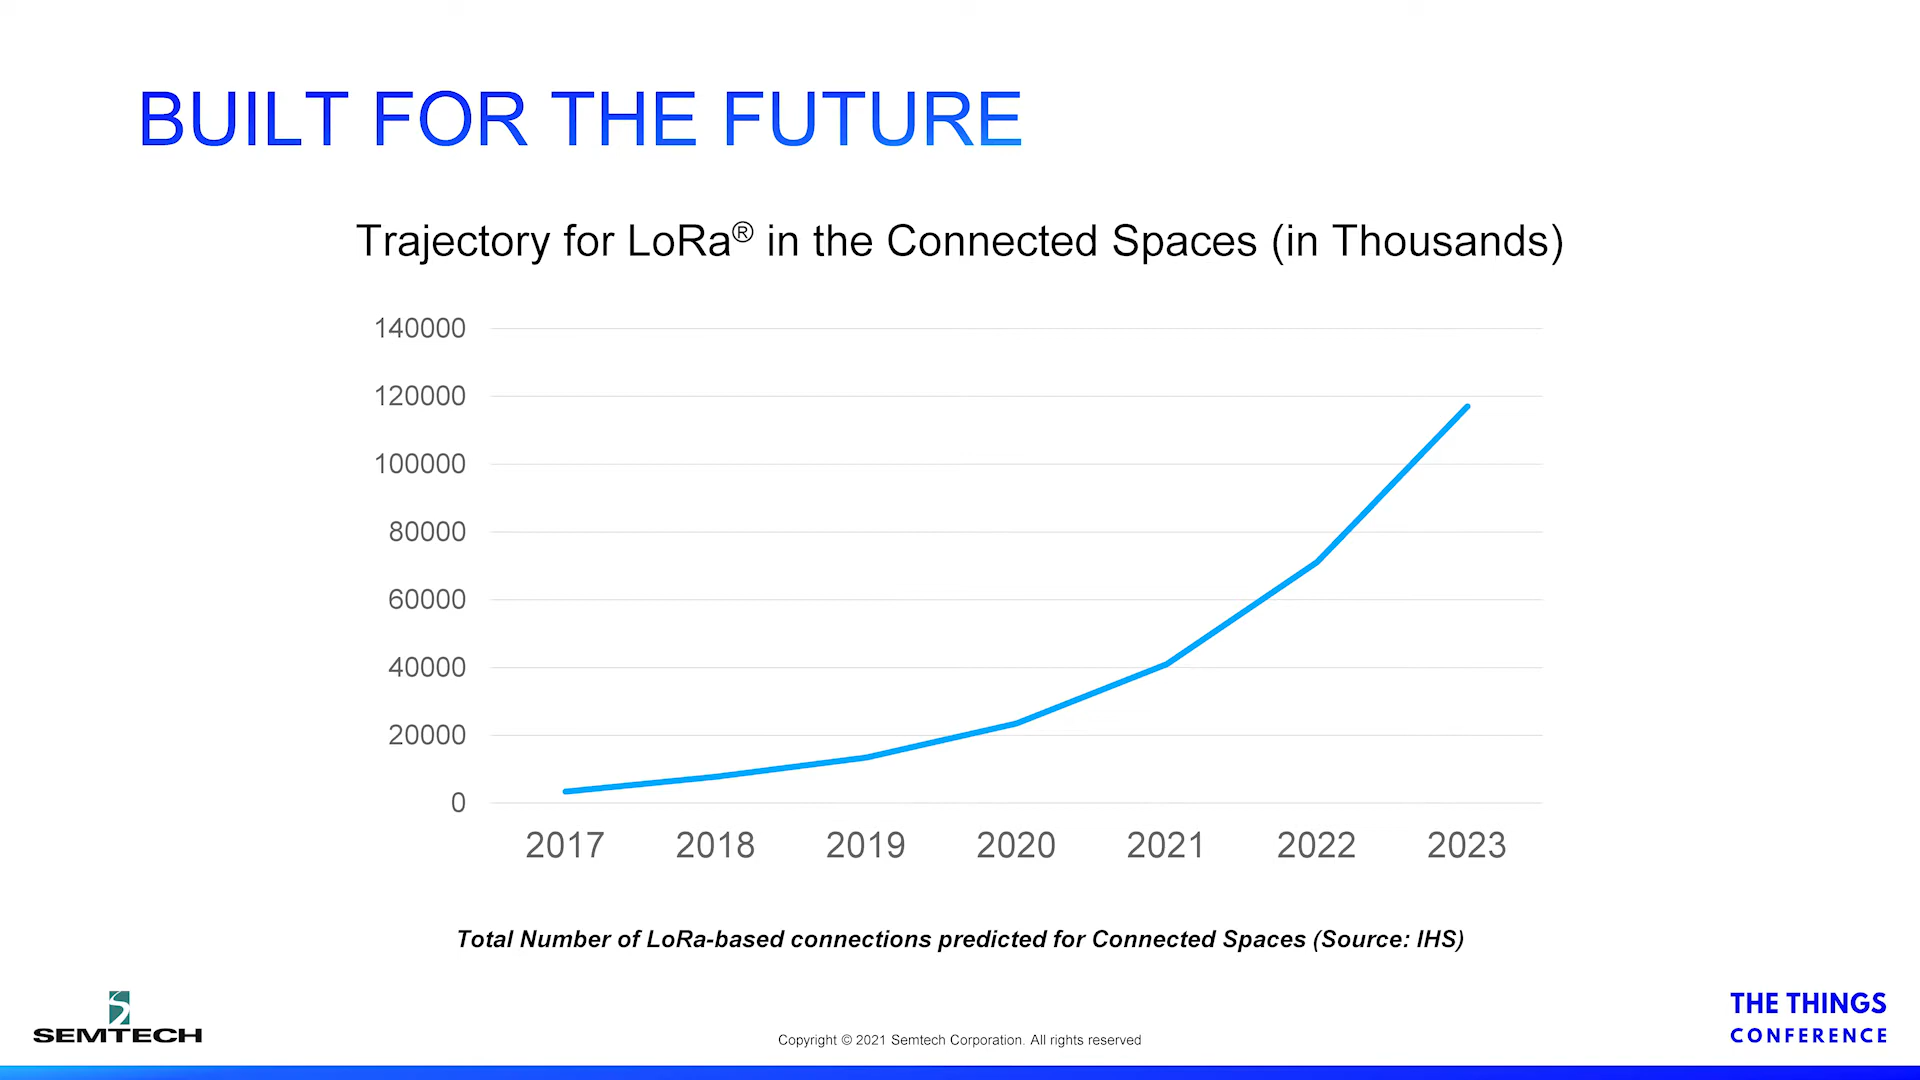 BUILT FOR THE FUTURE
Trajectory for LoRa® in the Connected Spaces (in Thousands)
140000
120000
100000
80000
60000
40000
20000
0
2017 2018 2019 2020 2021 2022 2023
Total Number of LoRa-based connections predicted for Connected Spaces (Source: IHS)
SEMTECH
Copyright © 2021 Semtech Corporation. All rights reserved
THE THINGS
CONFERENCE